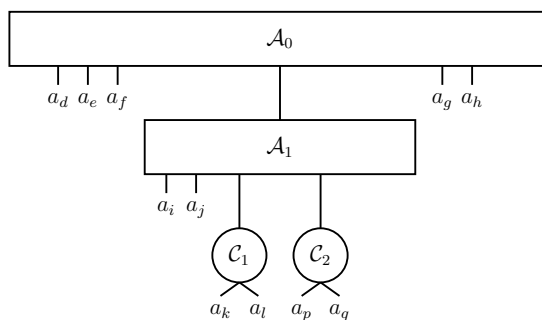 𝒜₀
a_d a_e a_f a_g a_h
𝒜₁
a_i a_j
𝒞₁ 𝒞₂
a_k a_l a_p a_q